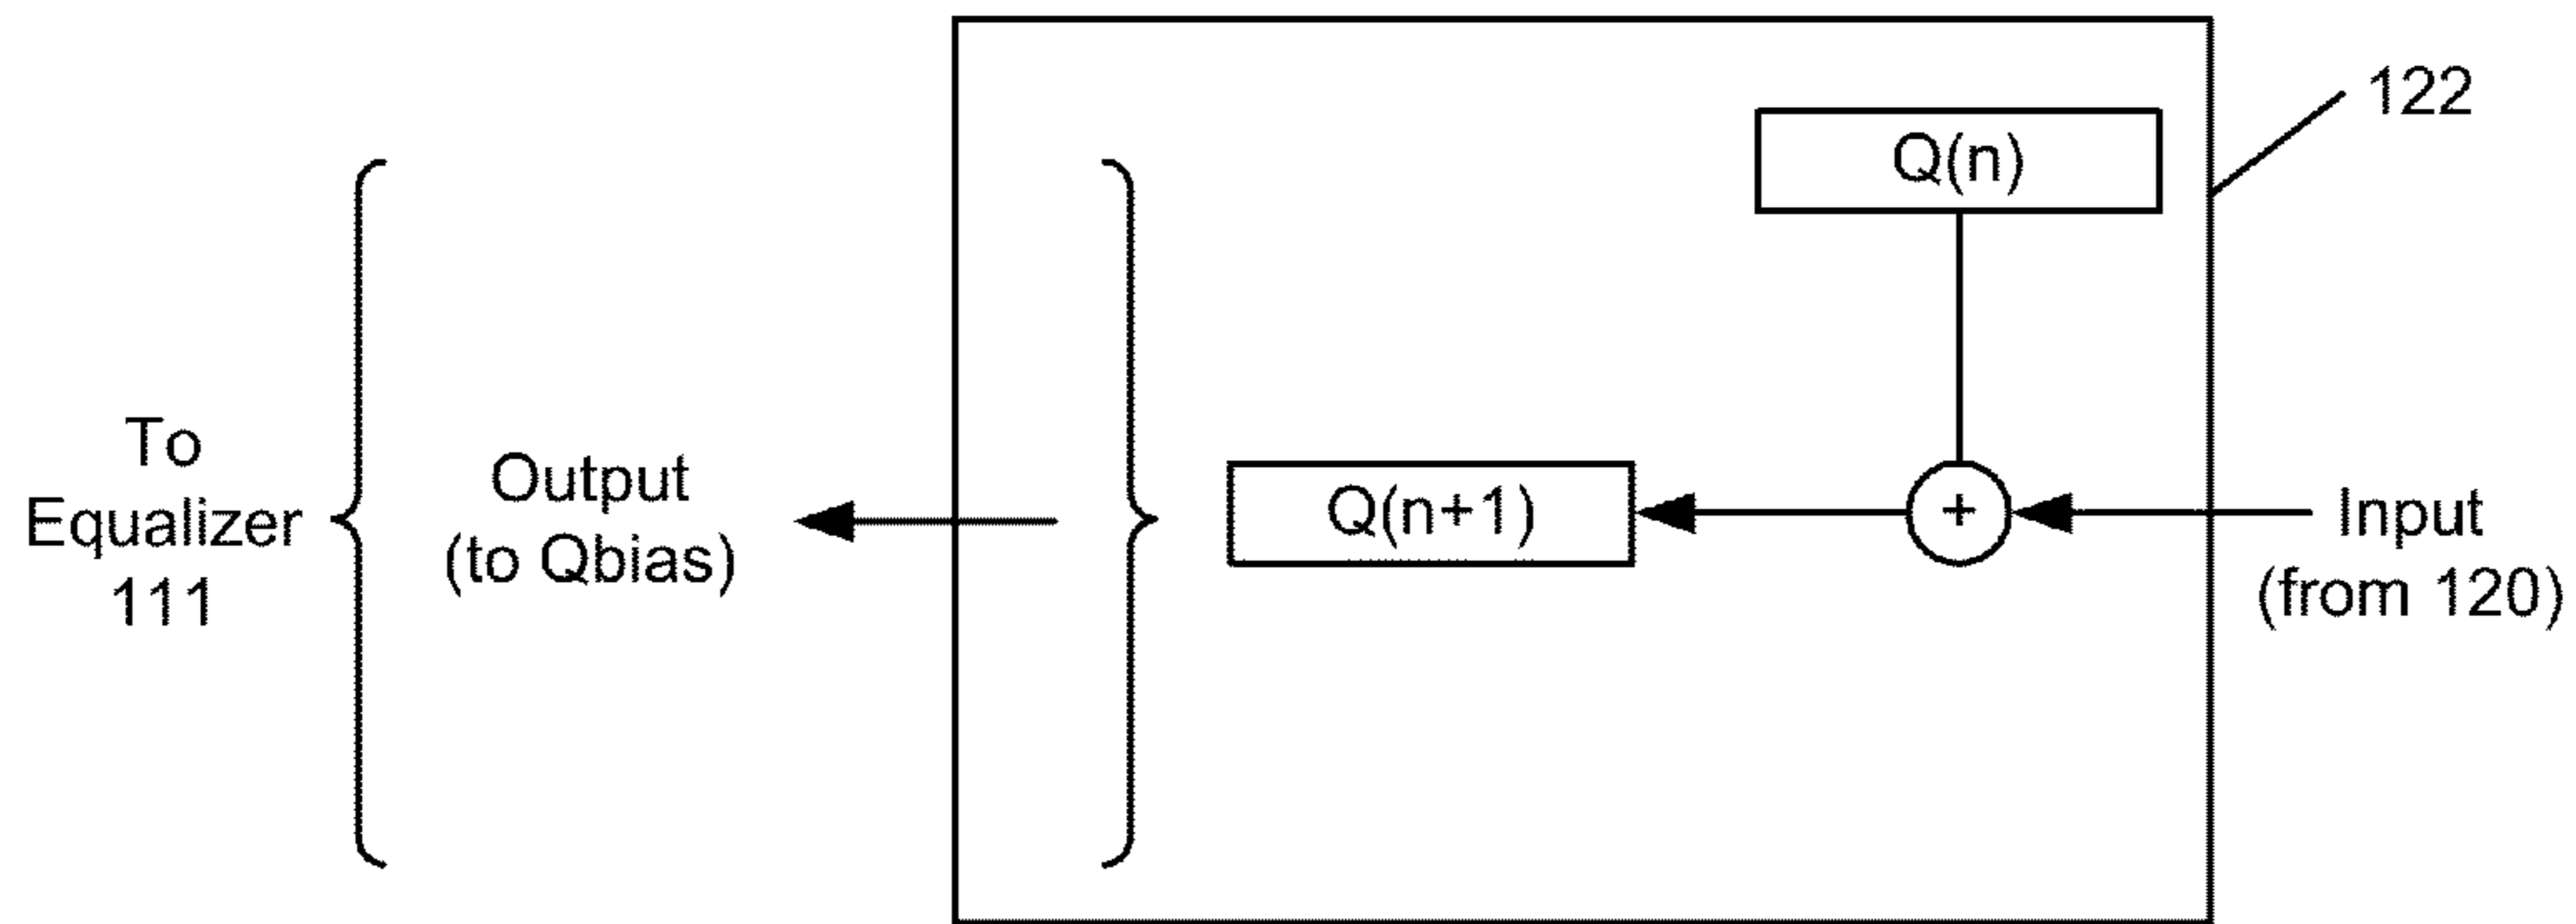 122
Q(n)
To
Equalizer
111
Output
(to Qbias)
Q(n+1)
+
Input
(from 120)